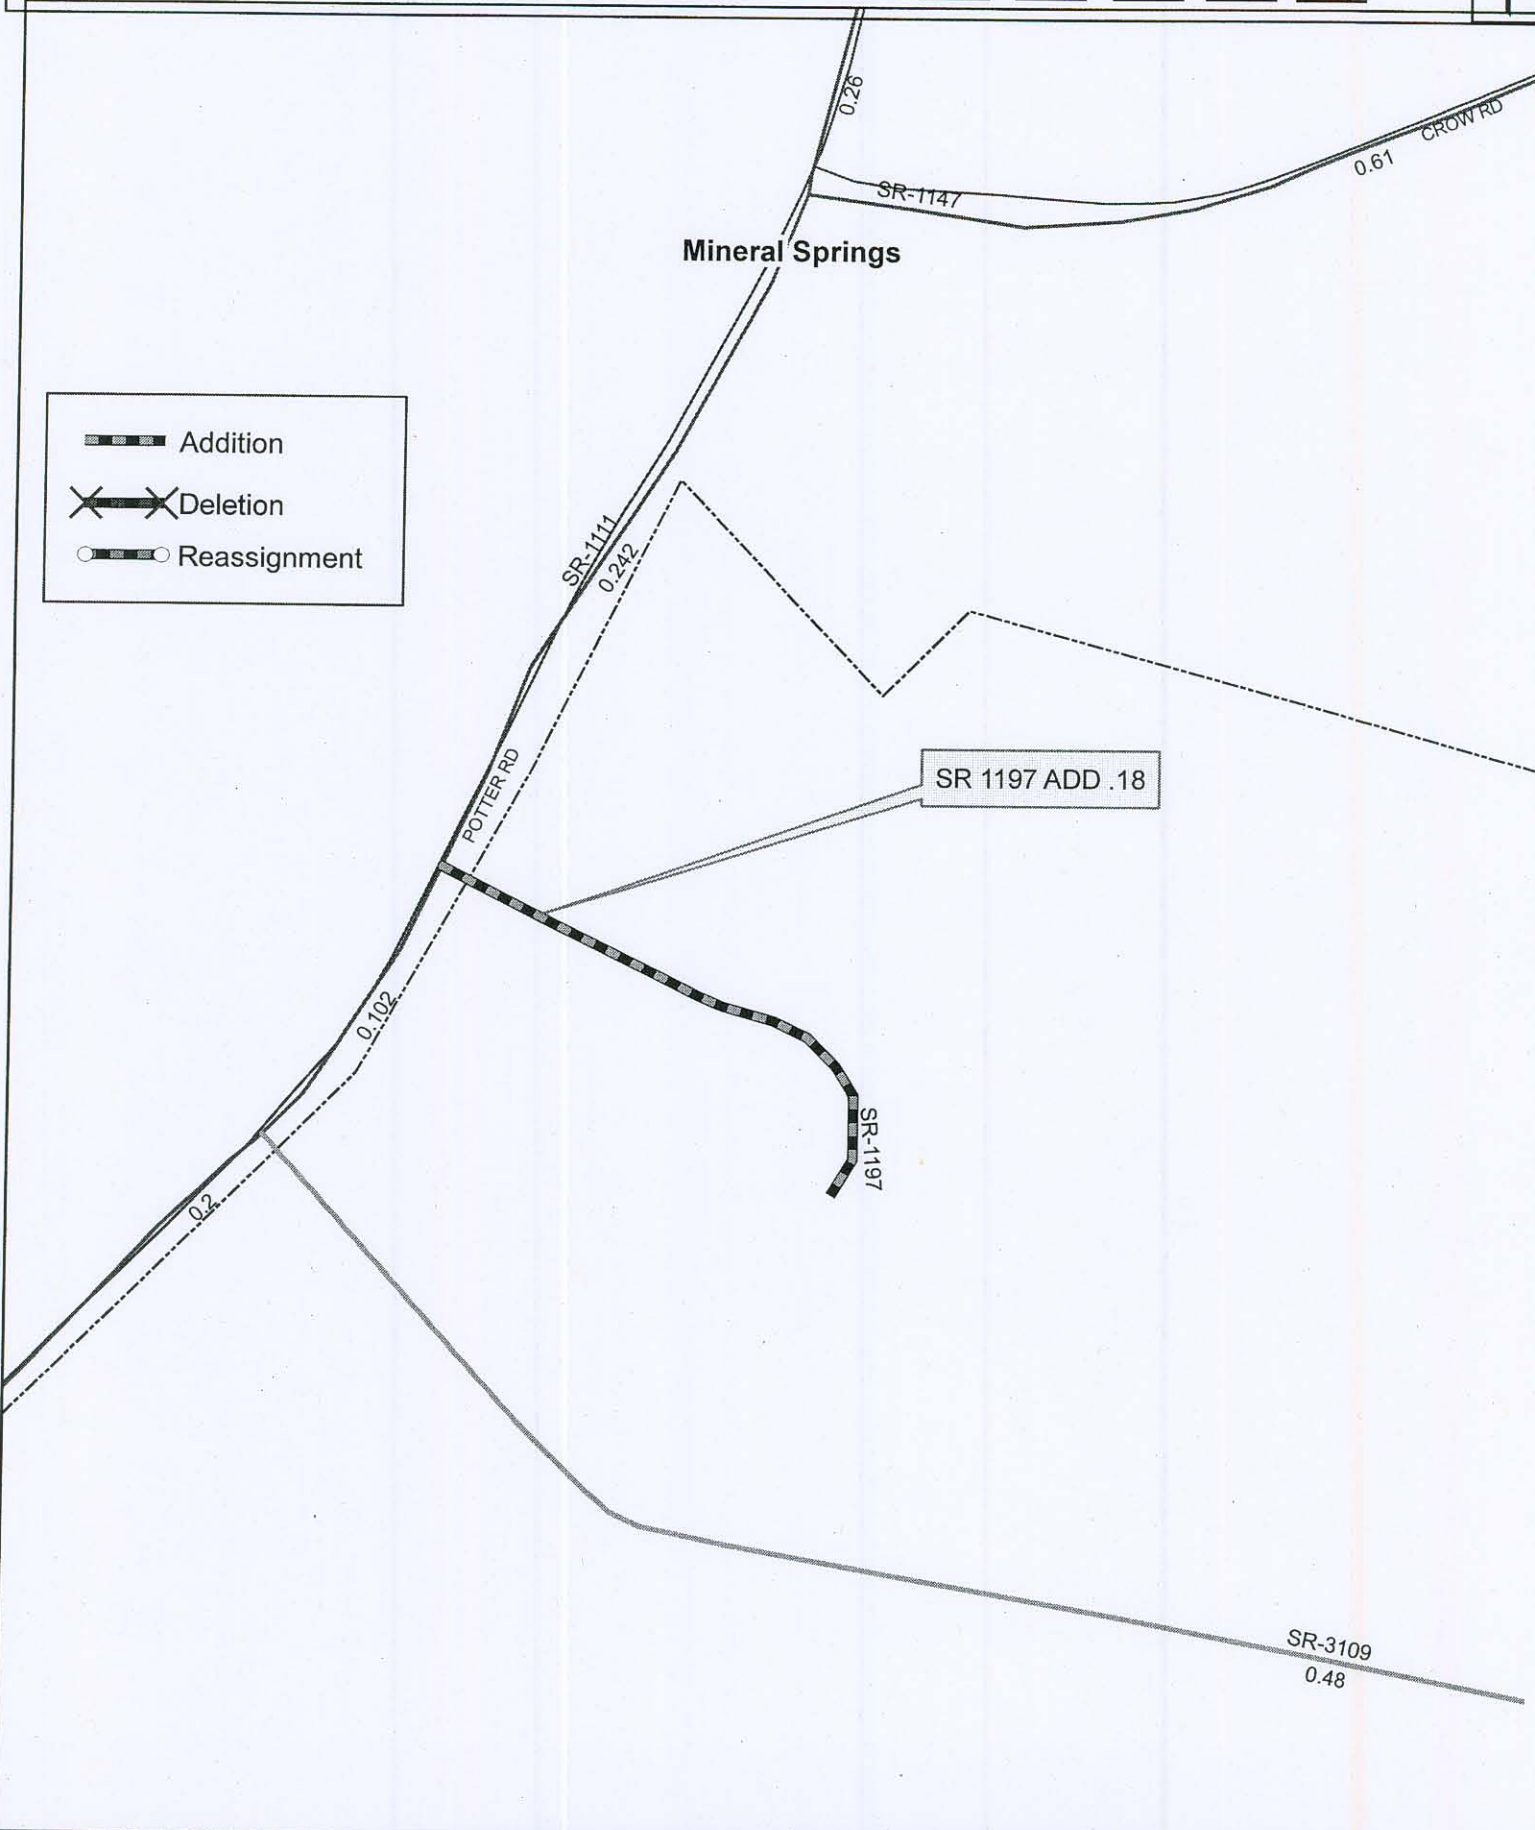 0.26
CROW RD
0.61
SR-1147
Mineral Springs
Addition
Deletion
Reassignment
SR-1111
0.242
SR 1197 ADD .18
POTTER RD
0.102
SR-1197
0.2
SR-3109
0.48